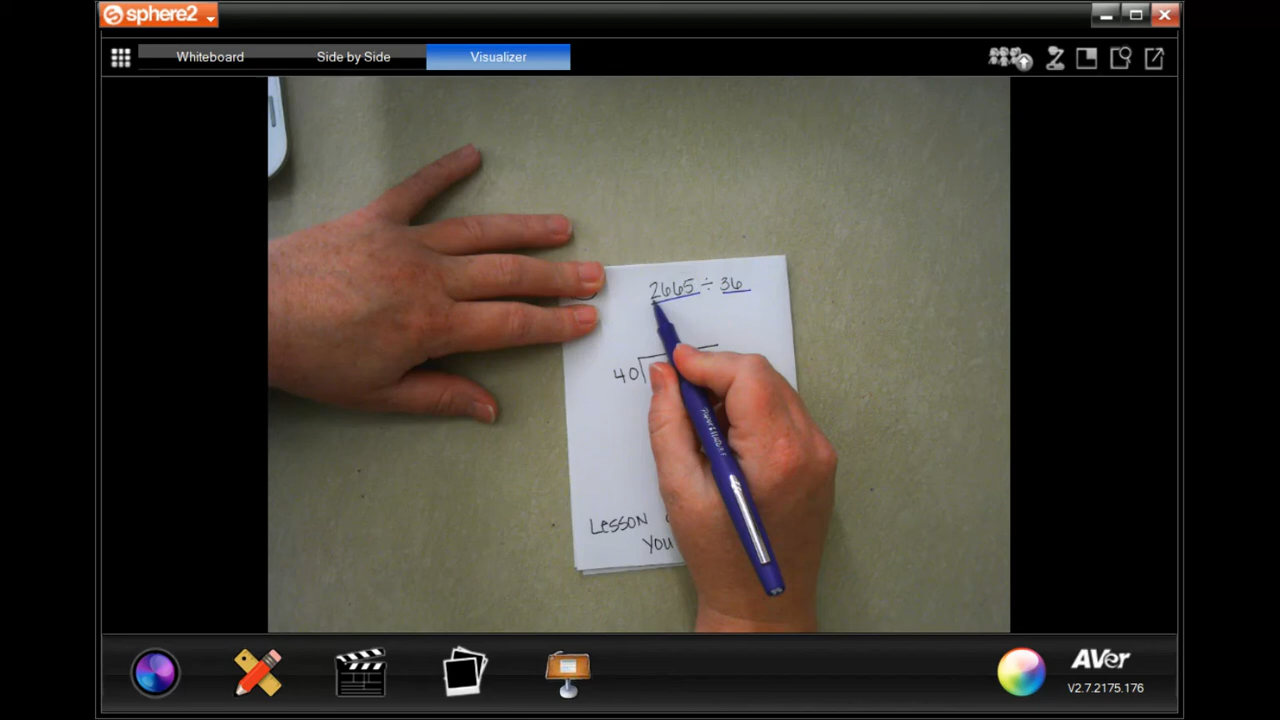 sphere2
Whiteboard Side by Side Visualizer
2665 ÷ 36
40
Lesson
You
AVer
V2.7.2175.176